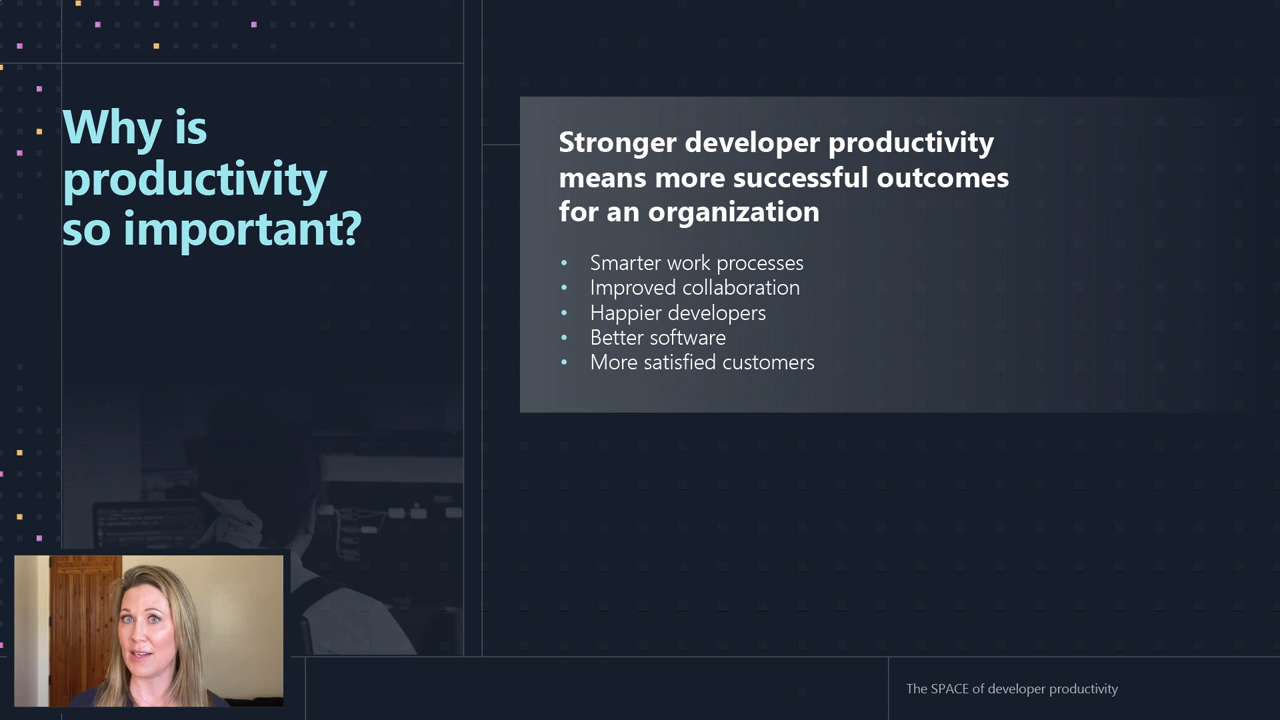 Why is
productivity
so important?
Stronger developer productivity
means more successful outcomes
for an organization
• Smarter work processes
• Improved collaboration
• Happier developers
• Better software
• More satisfied customers
The SPACE of developer productivity